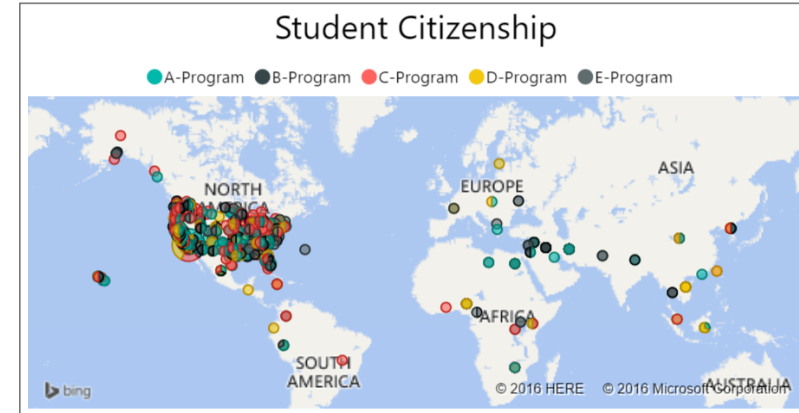 Student Citizenship
A-Program B-Program C-Program D-Program E-Program
ASIA
NORTH
AMERICA
EUROPE
AFRICA
SOUTH
AMERICA
AUSTRALIA
bing
© 2016 HERE © 2016 Microsoft Corporation